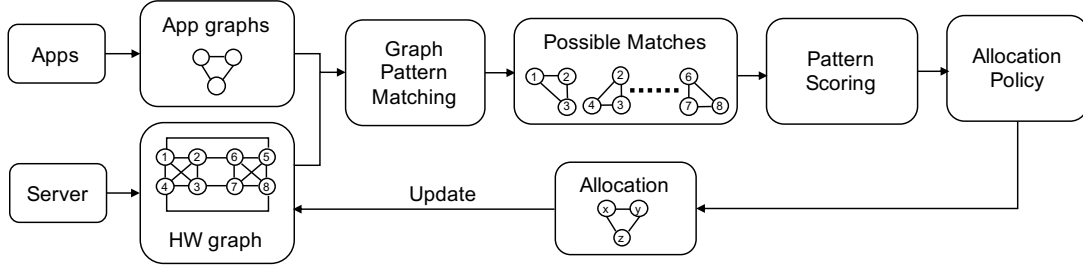 Apps
App graphs
Graph
Pattern
Matching
Possible Matches
1 2 3
2 4 3
6 7 8
Pattern
Scoring
Allocation
Policy
Server
1 2 6 5
4 3 7 8
HW graph
Update
Allocation
x y
z